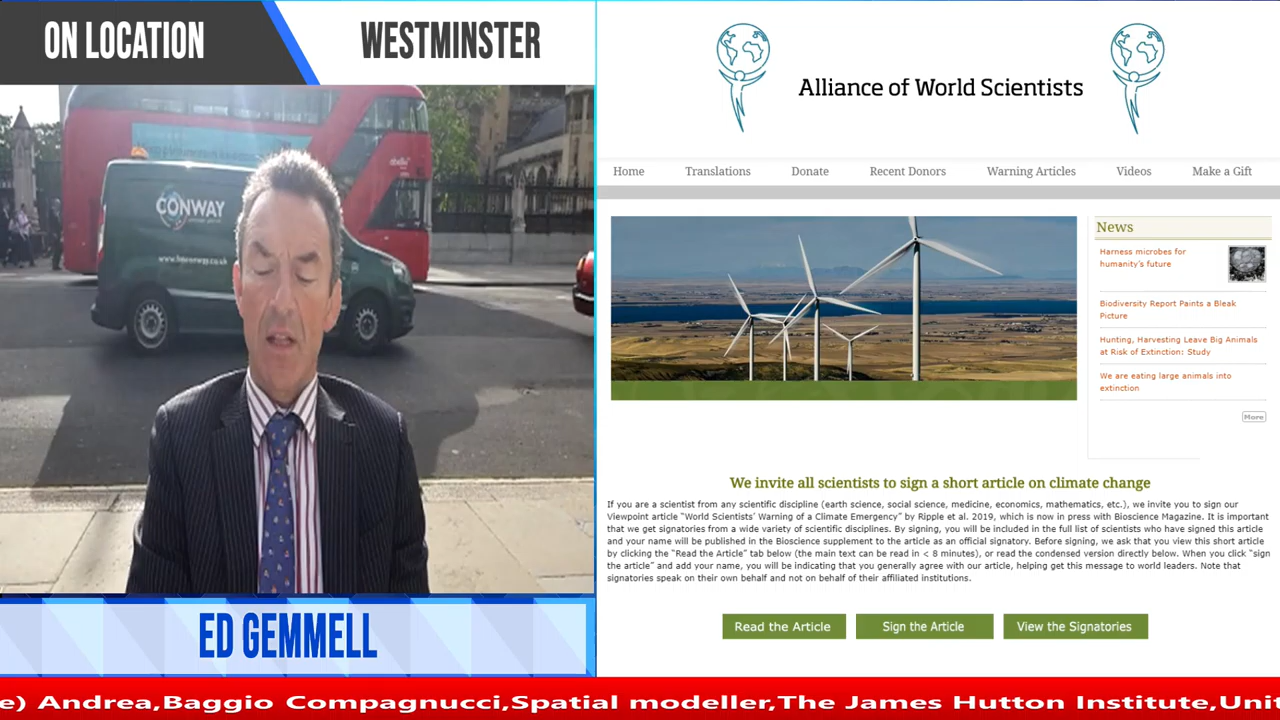 ON LOCATION
WESTMINSTER
abellio
CONWAY
www.fmconway.co.uk
ED GEMMELL
Alliance of World Scientists
Home Translations Donate Recent Donors Warning Articles Videos Make a Gift
News
Harness microbes for
humanity's future
Biodiversity Report Paints a Bleak
Picture
Hunting, Harvesting Leave Big Animals
at Risk of Extinction: Study
We are eating large animals into
extinction
More
We invite all scientists to sign a short article on climate change
If you are a scientist from any scientific discipline (earth science, social science, medicine, economics, mathematics, etc.), we invite you to sign our
Viewpoint article "World Scientists' Warning of a Climate Emergency" by Ripple et al. 2019, which is now in press with Bioscience Magazine. It is important
that we get signatories from a wide variety of scientific disciplines. By signing, you will be included in the full list of scientists who have signed this article
and your name will be published in the Bioscience supplement to the article as an official signatory. Before signing, we ask that you view this short article
by clicking the "Read the Article" tab below (the main text can be read in < 8 minutes), or read the condensed version directly below. When you click "sign
the article" and add your name, you will be indicating that you generally agree with our article, helping get this message to world leaders. Note that
signatories speak on their own behalf and not on behalf of their affiliated institutions.
Read the Article Sign the Article View the Signatories
e) Andrea,Baggio Compagnucci,Spatial modeller,The James Hutton Institute,Uni